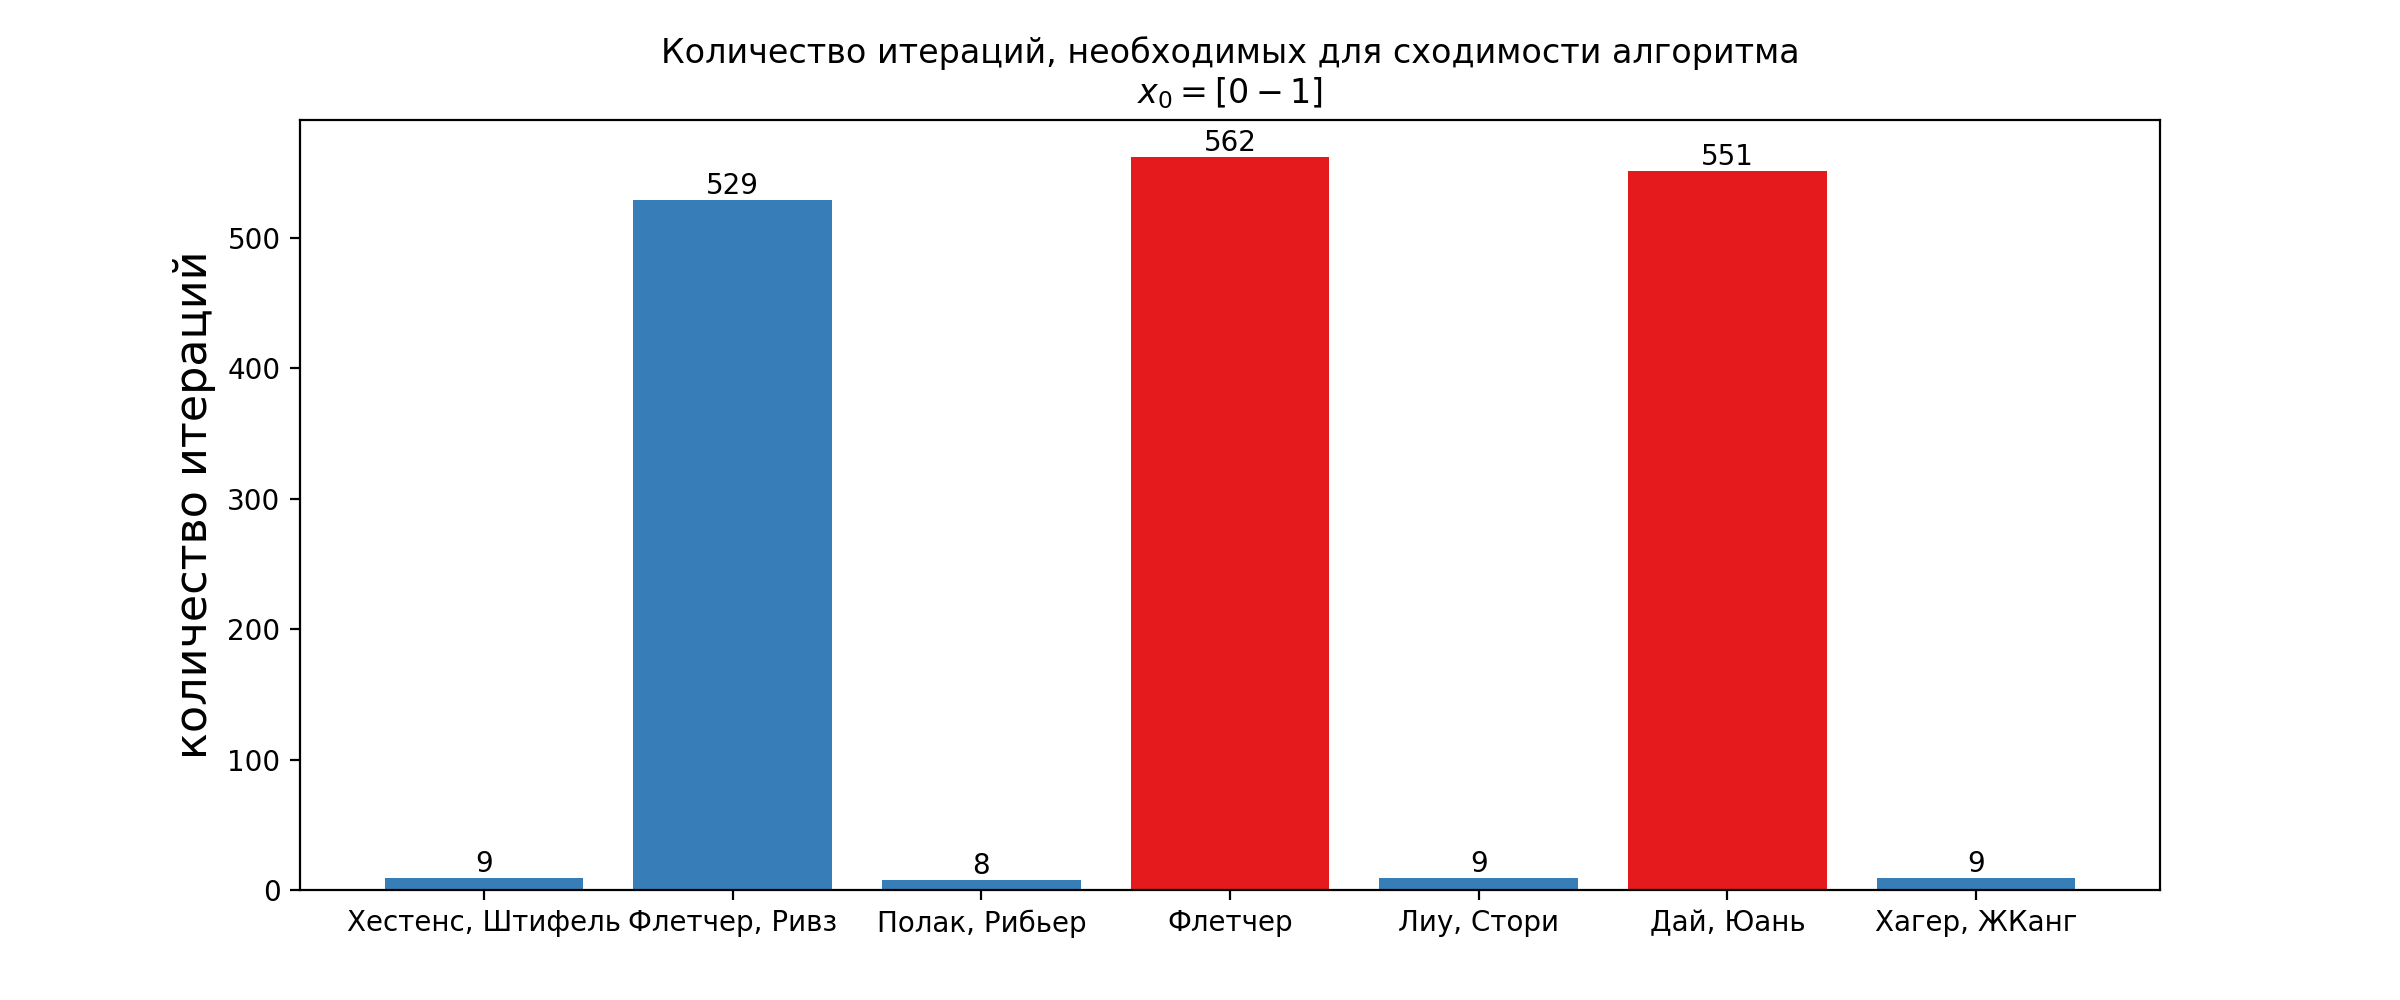 Количество итераций, необходимых для сходимости алгоритма
x₀ = [0 − 1]
количество итераций
500
400
300
200
100
0
9
529
8
562
9
551
9
Хестенс, Штифель
Флетчер, Ривз
Полак, Рибьер
Флетчер
Лиу, Стори
Дай, Юань
Хагер, ЖКанг